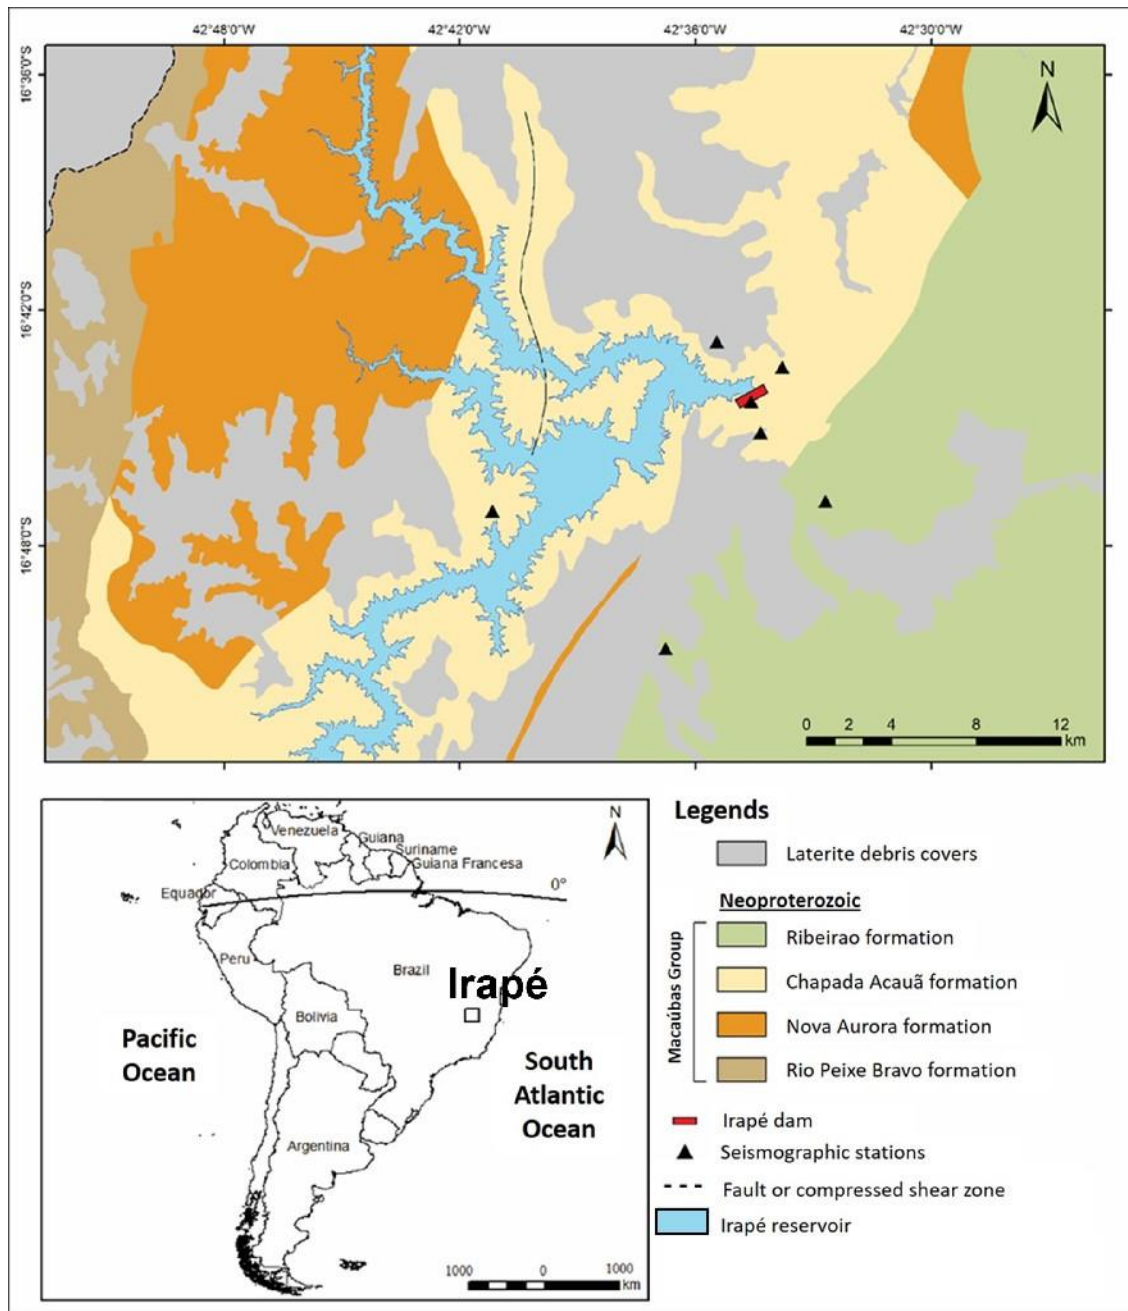 42°48'0"W 42°42'0"W 42°36'0"W 42°30'0"W
16°36'0"S
16°42'0"S
16°48'0"S
N
0 2 4 8 12
km
N
Venezuela
Guiana
Suriname
Guiana Francesa
Colombia
Equador
0°
Peru
Brazil
Irapé
Bolivia
Pacific
Ocean
South
Atlantic
Ocean
Argentina
1000 0 1000
km
Legends
Laterite debris covers
Neoproterozoic
Macaúbas Group
Ribeirao formation
Chapada Acauã formation
Nova Aurora formation
Rio Peixe Bravo formation
Irapé dam
Seismographic stations
Fault or compressed shear zone
Irapé reservoir